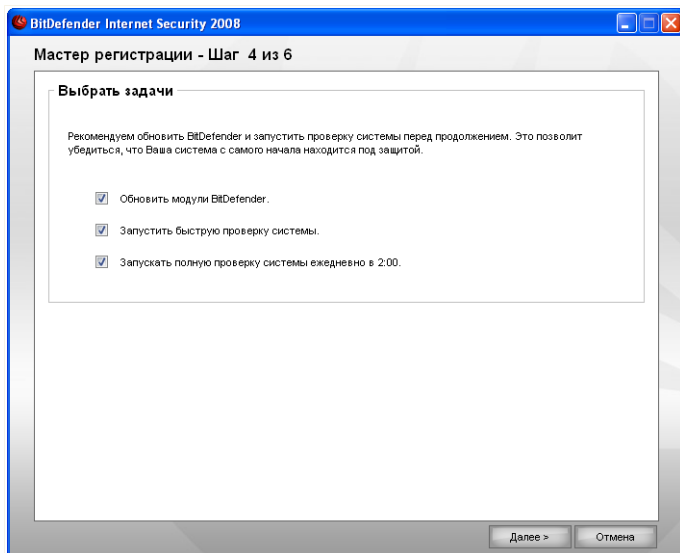 BitDefender Internet Security 2008
Мастер регистрации - Шаг 4 из 6
Выбрать задачи
Рекомендуем обновить BitDefender и запустить проверку системы перед продолжением. Это позволит
убедиться, что Ваша система с самого начала находится под защитой.
Обновить модули BitDefender.
Запустить быструю проверку системы.
Запускать полную проверку системы ежедневно в 2:00.
Далее >
Отмена